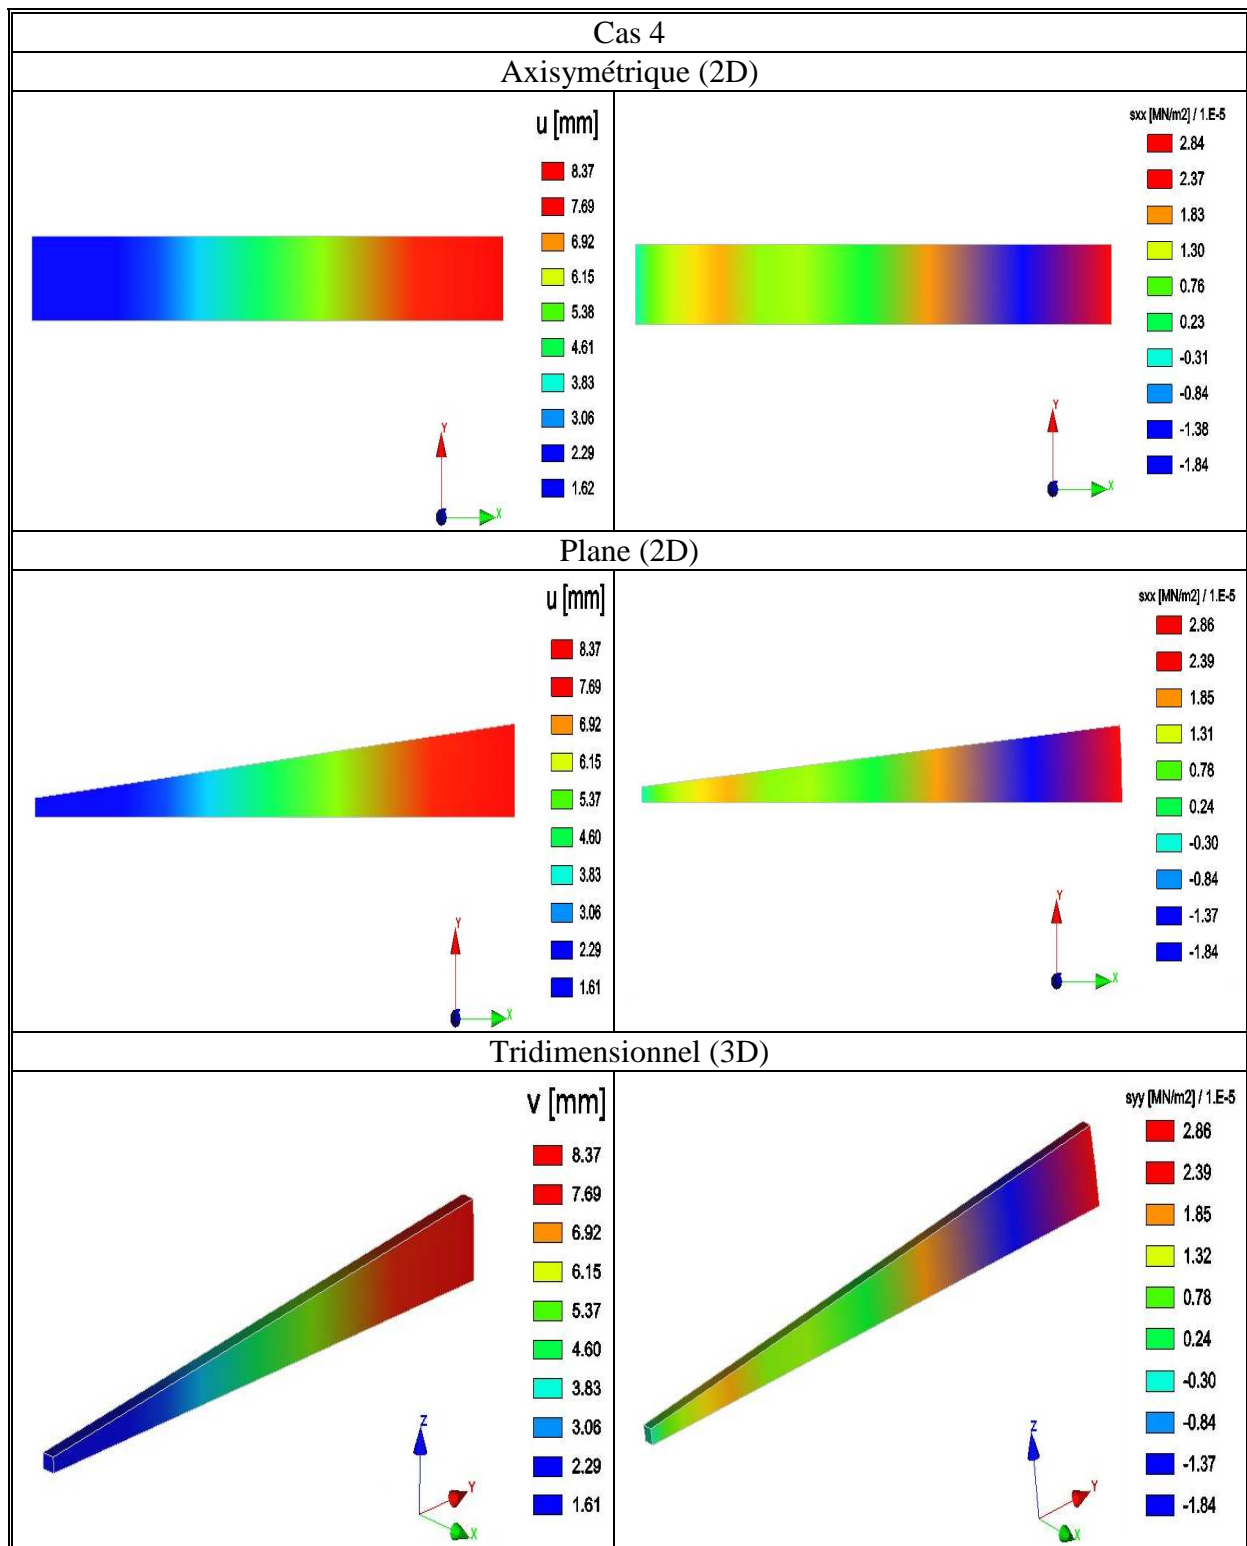 Cas 4
Axisymétrique (2D)
u [mm]
8.37
7.69
6.92
6.15
5.38
4.61
3.83
3.06
2.29
1.62
Y
X
sxx [MN/m2] / 1.E-5
2.84
2.37
1.83
1.30
0.76
0.23
-0.31
-0.84
-1.38
-1.84
Y
X
Plane (2D)
u [mm]
8.37
7.69
6.92
6.15
5.37
4.60
3.83
3.06
2.29
1.61
Y
X
sxx [MN/m2] / 1.E-5
2.86
2.39
1.85
1.31
0.78
0.24
-0.30
-0.84
-1.37
-1.84
Y
X
Tridimensionnel (3D)
v [mm]
8.37
7.69
6.92
6.15
5.37
4.60
3.83
3.06
2.29
1.61
Z
Y
X
syy [MN/m2] / 1.E-5
2.86
2.39
1.85
1.32
0.78
0.24
-0.30
-0.84
-1.37
-1.84
Z
Y
X